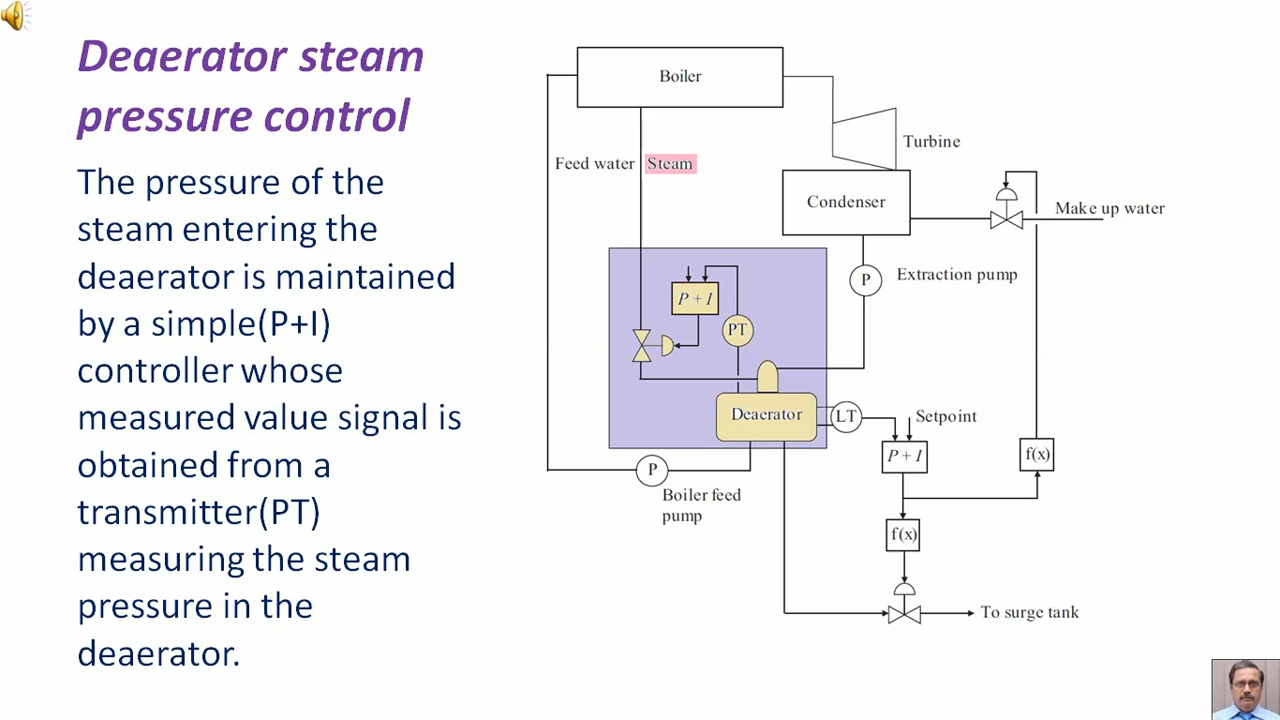 Deaerator steam
pressure control
The pressure of the
steam entering the
deaerator is maintained
by a simple(P+I)
controller whose
measured value signal is
obtained from a
transmitter(PT)
measuring the steam
pressure in the
deaerator.
Boiler
Turbine
Feed water
Steam
Condenser
Make up water
P
Extraction pump
P + I
PT
Deaerator
LT
Setpoint
P + I
f(x)
P
Boiler feed
pump
f(x)
To surge tank